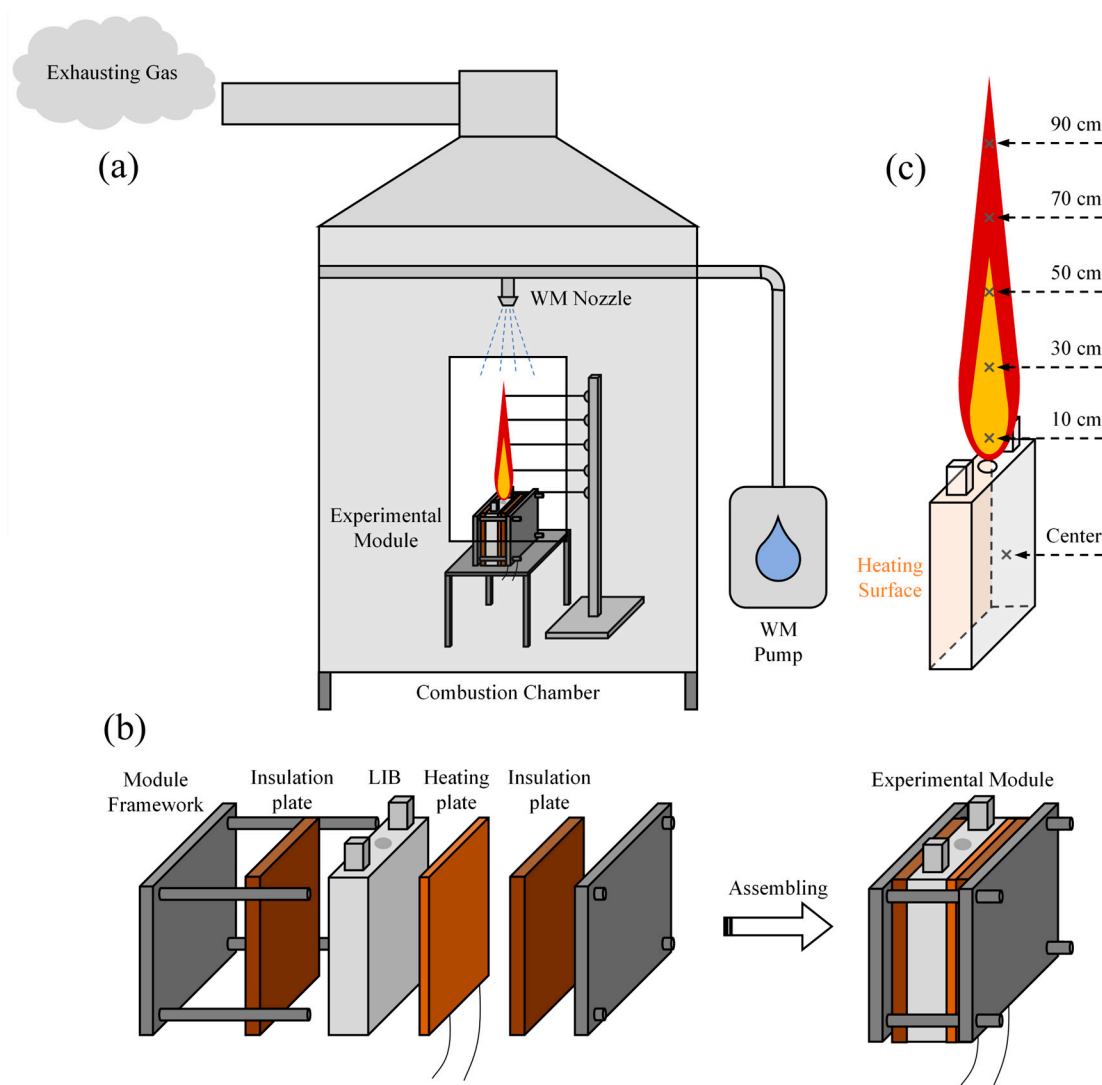 Exhausting Gas
(a)
WM Nozzle
Experimental
Module
WM
Pump
Combustion Chamber
(c)
90 cm
70 cm
50 cm
30 cm
10 cm
Center
Heating
Surface
(b)
Module
Framework
Insulation
plate
LIB
Heating
plate
Insulation
plate
Assembling
Experimental Module